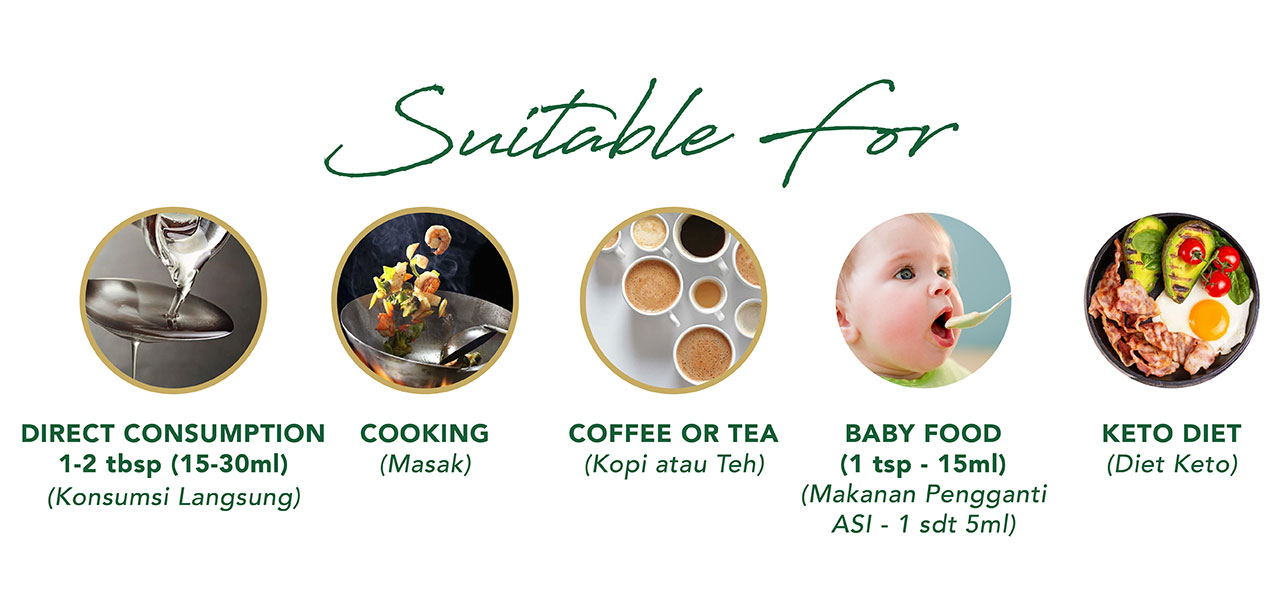 Suitable for
DIRECT CONSUMPTION
1-2 tbsp (15-30ml)
(Konsumsi Langsung)
COOKING
(Masak)
COFFEE OR TEA
(Kopi atau Teh)
BABY FOOD
(1 tsp - 15ml)
(Makanan Pengganti
ASI - 1 sdt 5ml)
KETO DIET
(Diet Keto)